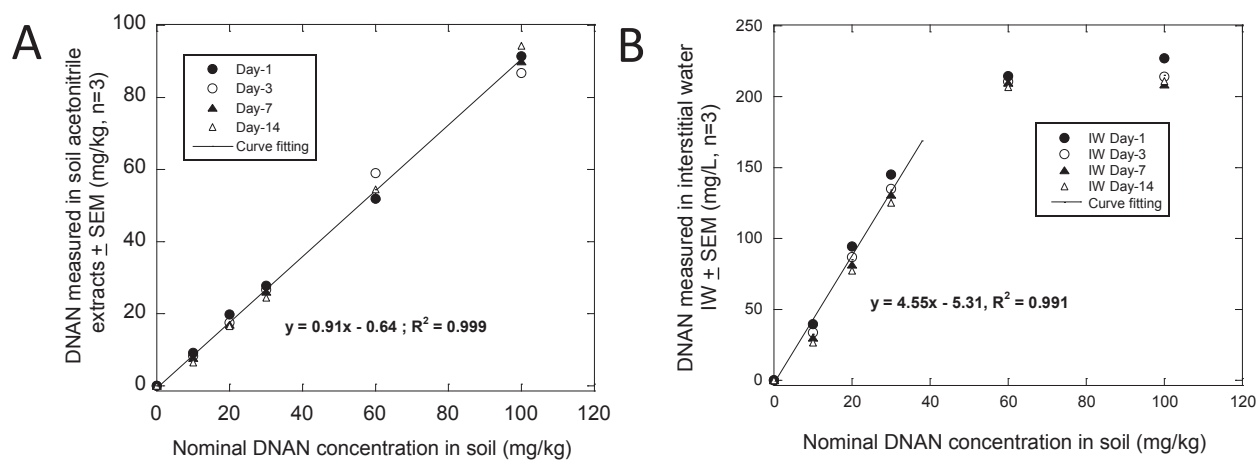 A
DNAN measured in soil acetonitrile
extracts ± SEM (mg/kg, n=3)
100
80
60
40
20
0
Day-1
Day-3
Day-7
Day-14
Curve fitting
y = 0.91x - 0.64 ; R² = 0.999
0 20 40 60 80 100 120
Nominal DNAN concentration in soil (mg/kg)
B
DNAN measured in interstitial water
IW ± SEM (mg/L, n=3)
250
200
150
100
50
0
IW Day-1
IW Day-3
IW Day-7
IW Day-14
Curve fitting
y = 4.55x - 5.31, R² = 0.991
0 20 40 60 80 100 120
Nominal DNAN concentration in soil (mg/kg)